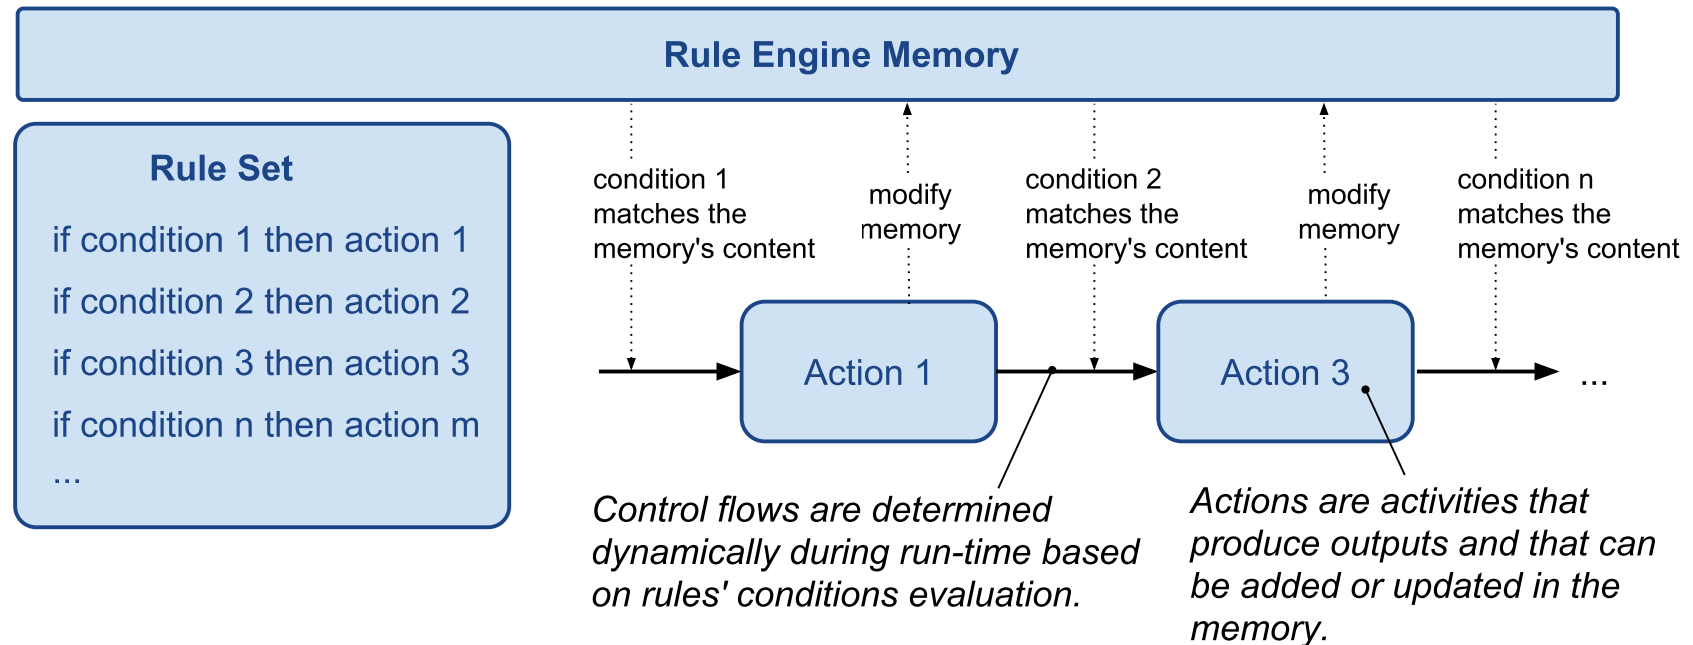 Rule Engine Memory
Rule Set
if condition 1 then action 1
if condition 2 then action 2
if condition 3 then action 3
if condition n then action m
...
condition 1
matches the
memory's content
modify
memory
condition 2
matches the
memory's content
modify
memory
condition n
matches the
memory's content
Action 1
Action 3
...
Control flows are determined
dynamically during run-time based
on rules' conditions evaluation.
Actions are activities that
produce outputs and that can
be added or updated in the
memory.